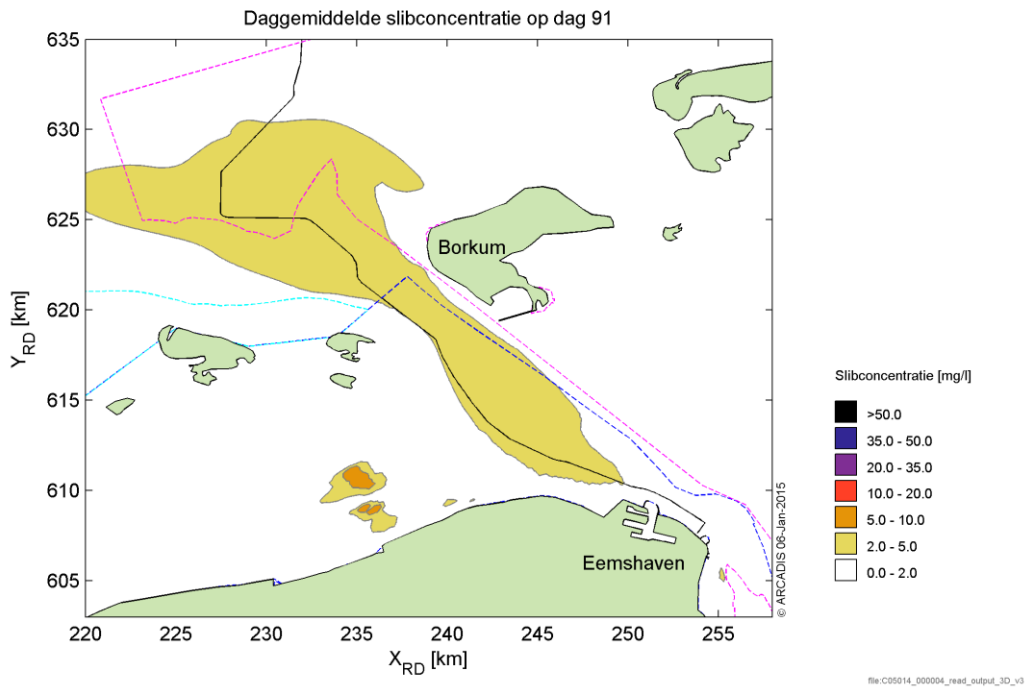 Daggemiddelde slibconcentratie op dag 91
635
630
625
620
615
610
605
Y_RD [km]
220 225 230 235 240 245 250 255
X_RD [km]
Borkum
Eemshaven
© ARCADIS 06-Jan-2015
Slibconcentratie [mg/l]
>50.0
35.0 - 50.0
20.0 - 35.0
10.0 - 20.0
5.0 - 10.0
2.0 - 5.0
0.0 - 2.0
file:C05014_000004_read_output_3D_v3